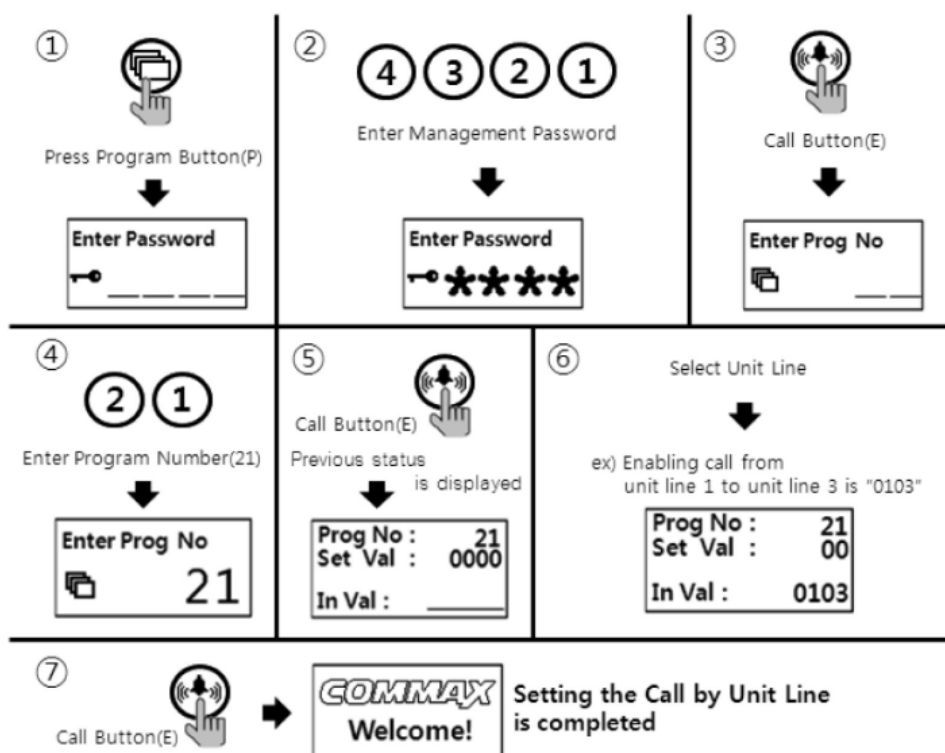 ①
Press Program Button(P)
Enter Password
②
4 3 2 1
Enter Management Password
Enter Password
③
Call Button(E)
Enter Prog No
④
2 1
Enter Program Number(21)
Enter Prog No
21
⑤
Call Button(E)
Previous status
is displayed
Prog No : 21
Set Val : 0000
In Val :
⑥
Select Unit Line
ex) Enabling call from
unit line 1 to unit line 3 is "0103"
Prog No : 21
Set Val : 00
In Val : 0103
⑦
Call Button(E)
COMMAX
Welcome!
Setting the Call by Unit Line
is completed